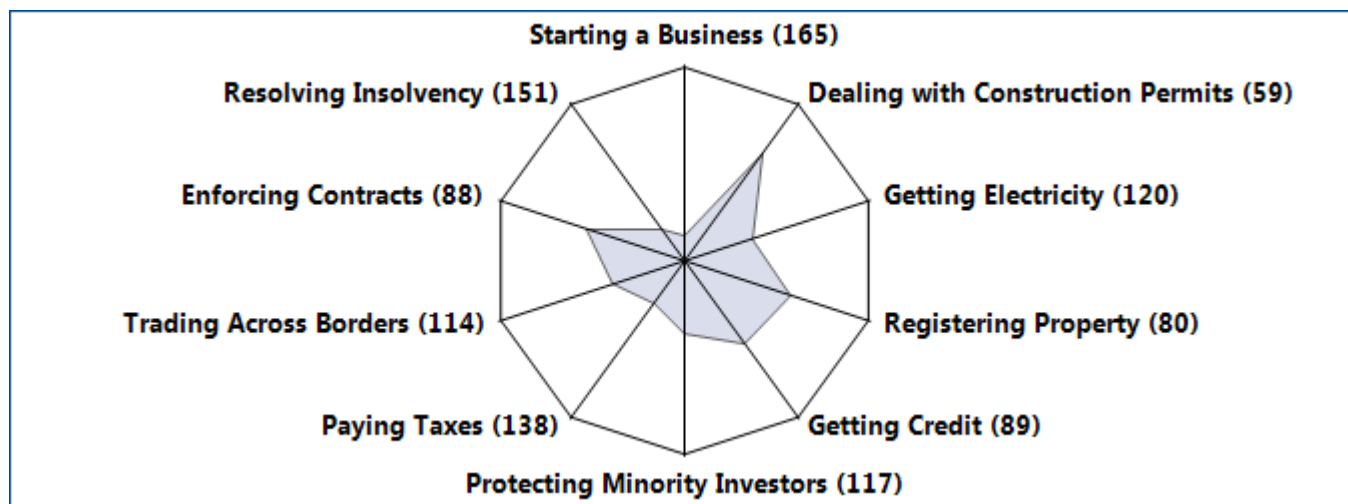 Starting a Business (165)
Resolving Insolvency (151)
Dealing with Construction Permits (59)
Enforcing Contracts (88)
Getting Electricity (120)
Trading Across Borders (114)
Registering Property (80)
Paying Taxes (138)
Getting Credit (89)
Protecting Minority Investors (117)